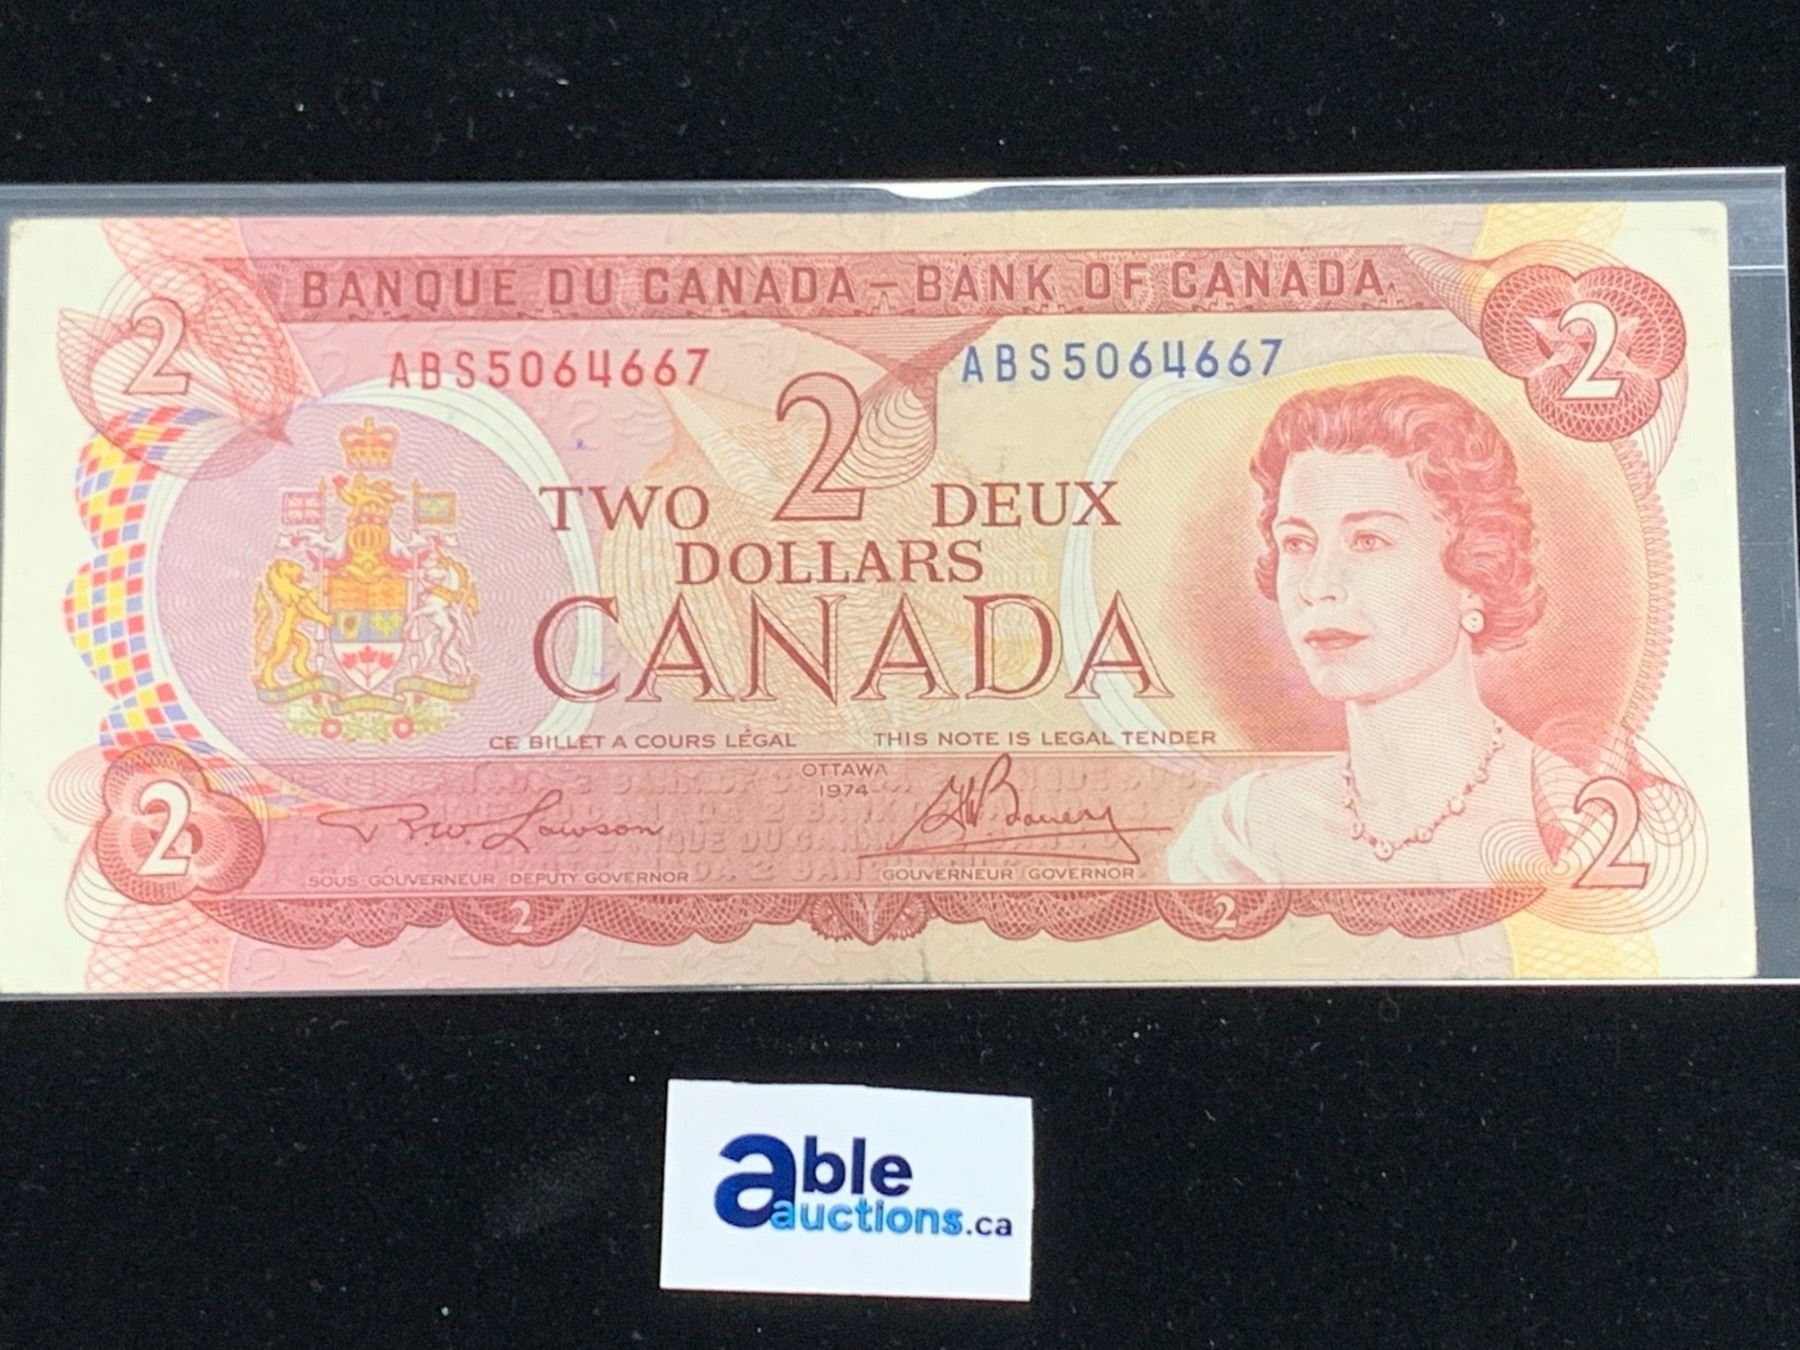 BANQUE DU CANADA – BANK OF CANADA
2 2
ABS5064667 ABS5064667
TWO 2 DEUX
DOLLARS
CANADA
CE BILLET A COURS LÉGAL THIS NOTE IS LEGAL TENDER
OTTAWA
1974
2 R.W. Lawson G.K. Bouey 2
SOUS-GOUVERNEUR DEPUTY GOVERNOR GOUVERNEUR GOVERNOR
2 2
able
auctions.ca